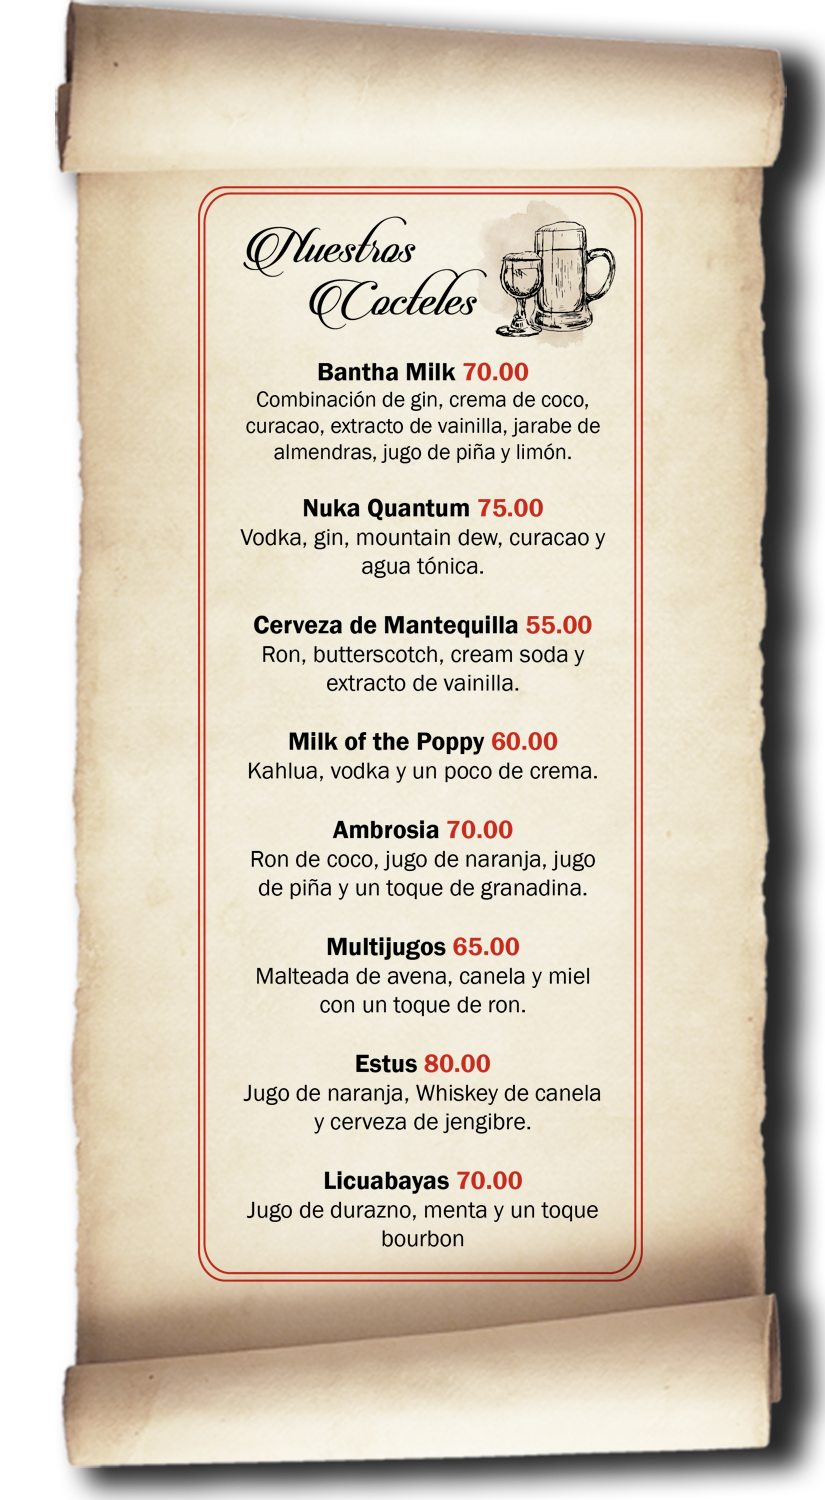 Nuestros
Cocteles
Bantha Milk 70.00
Combinación de gin, crema de coco,
curacao, extracto de vainilla, jarabe de
almendras, jugo de piña y limón.
Nuka Quantum 75.00
Vodka, gin, mountain dew, curacao y
agua tónica.
Cerveza de Mantequilla 55.00
Ron, butterscotch, cream soda y
extracto de vainilla.
Milk of the Poppy 60.00
Kahlua, vodka y un poco de crema.
Ambrosia 70.00
Ron de coco, jugo de naranja, jugo
de piña y un toque de granadina.
Multijugos 65.00
Malteada de avena, canela y miel
con un toque de ron.
Estus 80.00
Jugo de naranja, Whiskey de canela
y cerveza de jengibre.
Licuabayas 70.00
Jugo de durazno, menta y un toque
bourbon